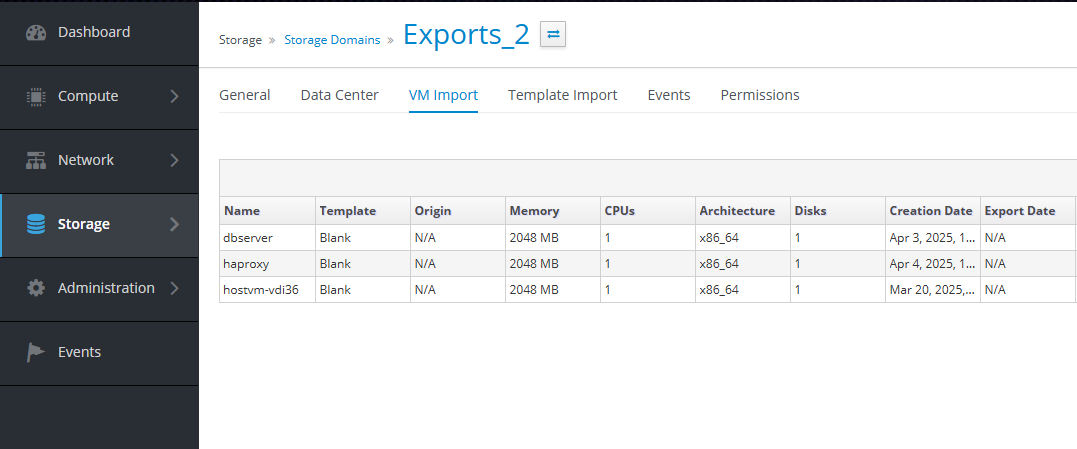 Dashboard
Compute
Network
Storage
Administration
Events
Storage » Storage Domains » Exports_2
General Data Center VM Import Template Import Events Permissions
Name Template Origin Memory CPUs Architecture Disks Creation Date Export Date
dbserver Blank N/A 2048 MB 1 x86_64 1 Apr 3, 2025, 1... N/A
haproxy Blank N/A 2048 MB 1 x86_64 1 Apr 4, 2025, 1... N/A
hostvm-vdi36 Blank N/A 2048 MB 1 x86_64 1 Mar 20, 2025,... N/A